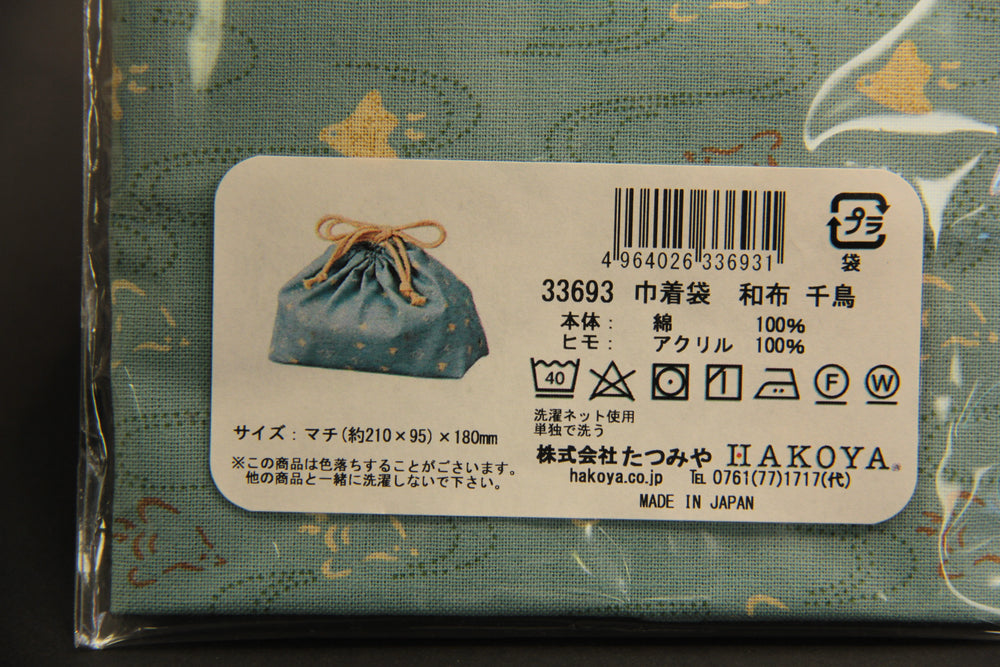 4 964026 336931
プラ
袋
33693 巾着袋 和布 千鳥
本体: 綿 100%
ヒモ: アクリル 100%
40
F
W
洗濯ネット使用
単独で洗う
サイズ:マチ(約210×95)×180mm
※この商品は色落ちすることがございます。
他の商品と一緒に洗濯しないで下さい。
株式会社たつみや HAKOYA®
hakoya.co.jp TEL 0761(77)1717(代)
MADE IN JAPAN